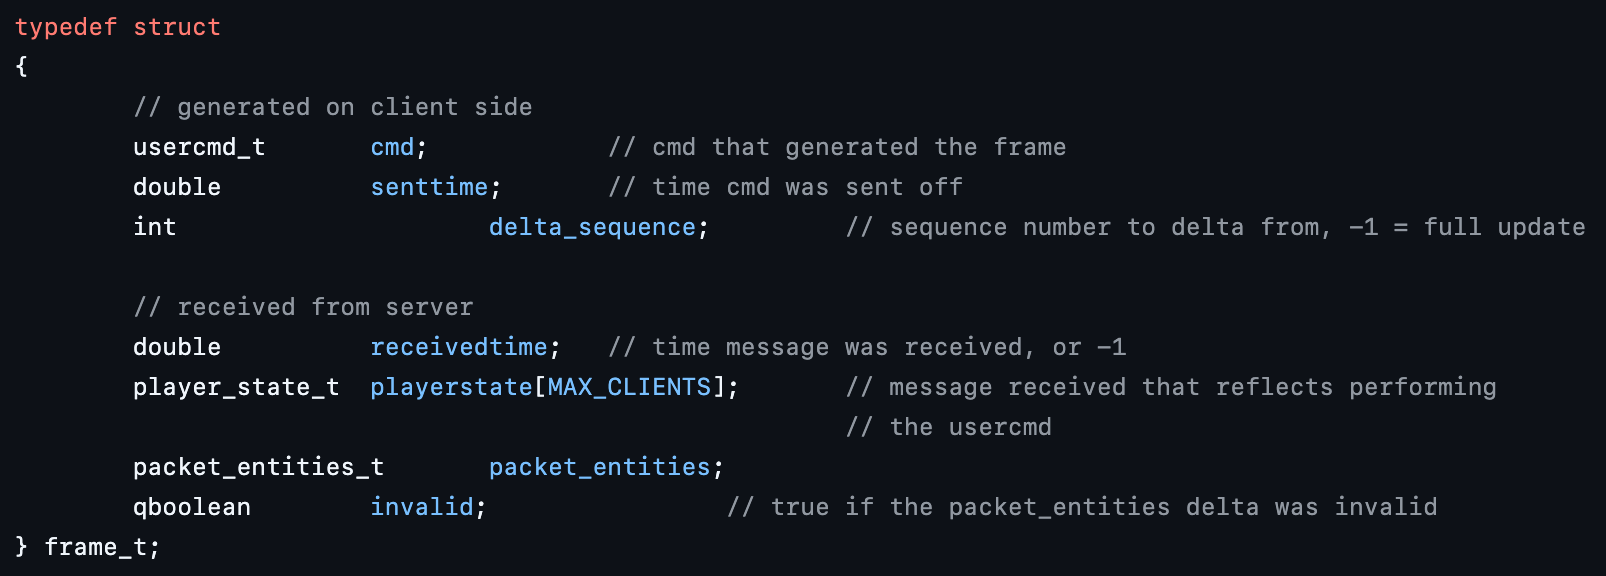 typedef struct
{
        // generated on client side
        usercmd_t       cmd;            // cmd that generated the frame
        double          senttime;       // time cmd was sent off
        int                     delta_sequence;         // sequence number to delta from, -1 = full update

        // received from server
        double          receivedtime;   // time message was received, or -1
        player_state_t  playerstate[MAX_CLIENTS];       // message received that reflects performing
                                                        // the usercmd
        packet_entities_t       packet_entities;
        qboolean        invalid;                // true if the packet_entities delta was invalid
} frame_t;